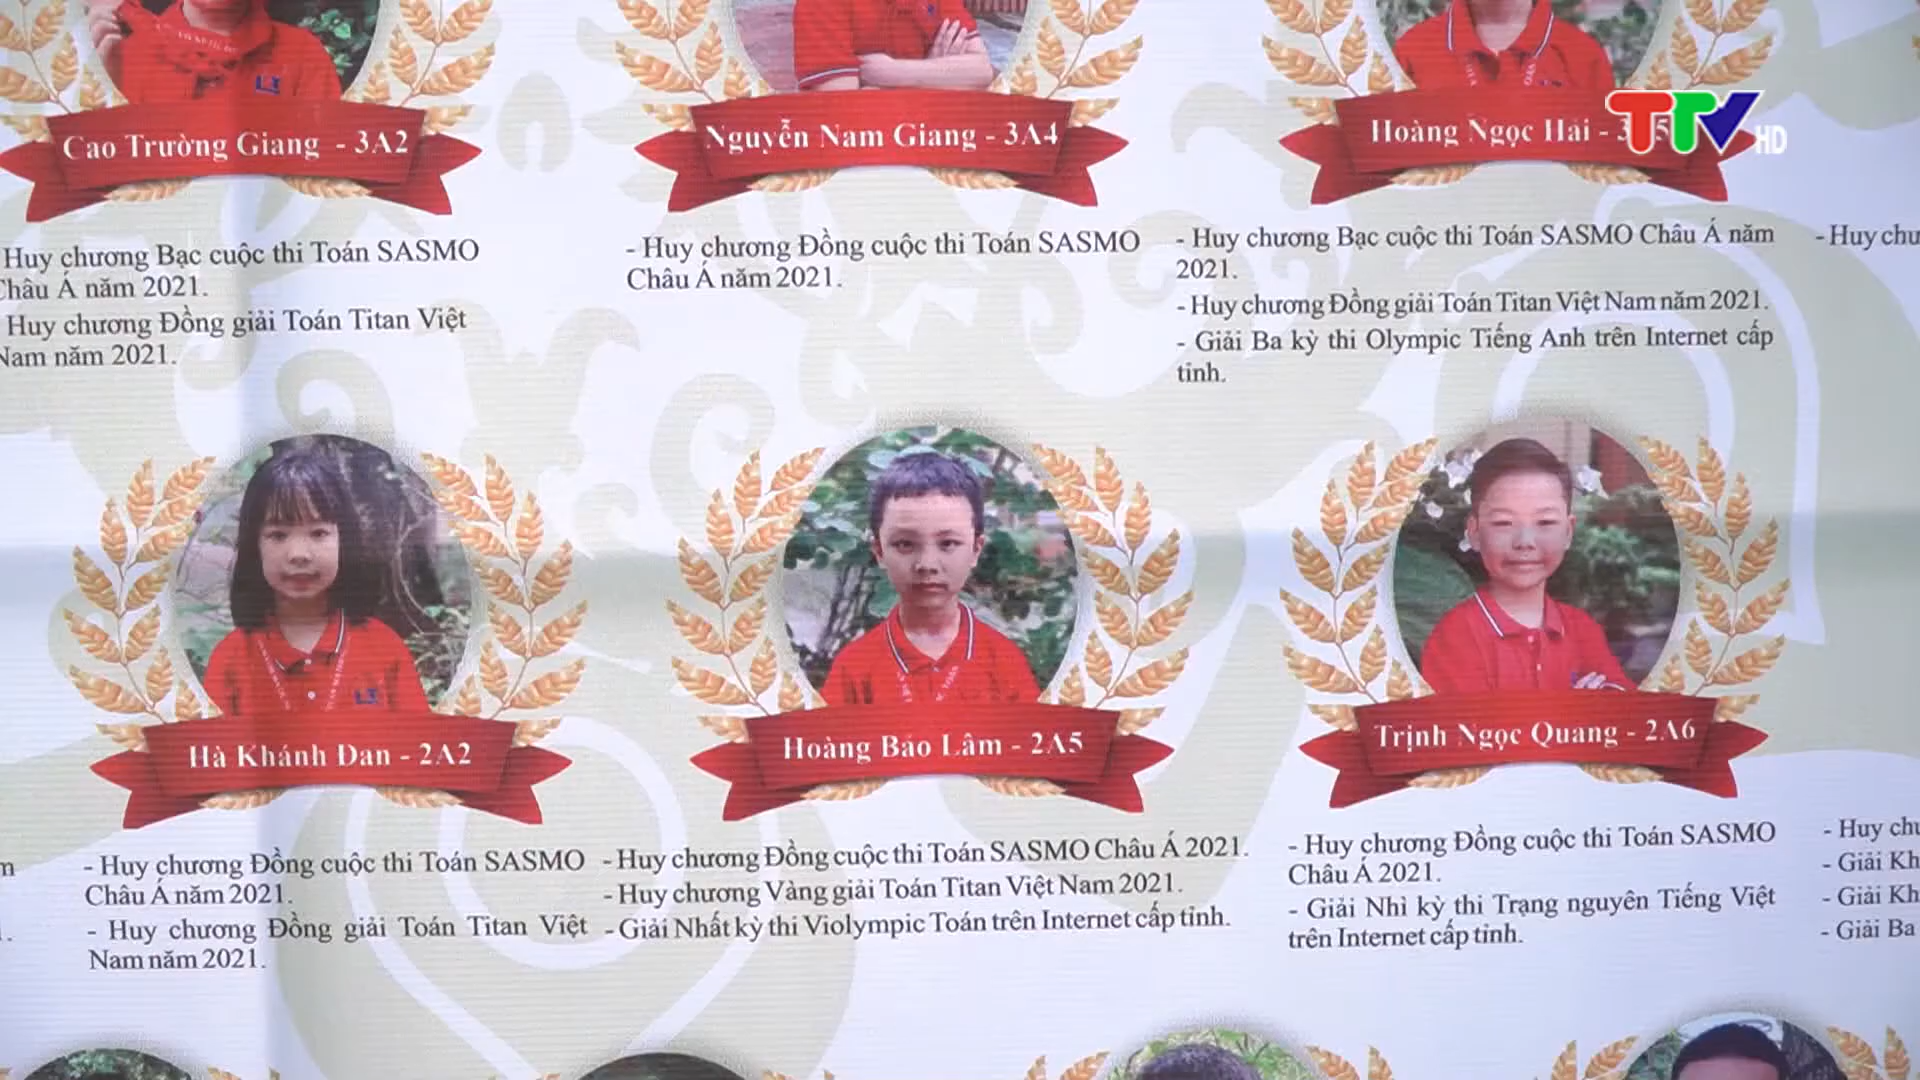 Cao Trường Giang - 3A2
- Huy chương Bạc cuộc thi Toán SASMO
Châu Á năm 2021.
Huy chương Đồng giải Toán Titan Việt
Nam năm 2021.
Nguyễn Nam Giang - 3A4
- Huy chương Đồng cuộc thi Toán SASMO
Châu Á năm 2021.
Hoàng Ngọc Hải -
TTV HD
- Huy chương Bạc cuộc thi Toán SASMO Châu Á năm
2021.
- Huy chương Đồng giải Toán Titan Việt Nam năm 2021.
- Giải Ba kỳ thi Olympic Tiếng Anh trên Internet cấp
tỉnh.
- Huy
Hà Khánh Đan - 2A2
- Huy chương Đồng cuộc thi Toán SASMO
Châu Á năm 2021.
- Huy chương Đồng giải Toán Titan Việt
Nam năm 2021.
Hoàng Bảo Lâm - 2A5
- Huy chương Đồng cuộc thi Toán SASMO Châu Á 2021.
- Huy chương Vàng giải Toán Titan Việt Nam 2021.
- Giải Nhất kỳ thi Violympic Toán trên Internet cấp tỉnh.
Trịnh Ngọc Quang - 2A6
- Huy chương Đồng cuộc thi Toán SASMO
Châu Á 2021.
- Giải Nhì kỳ thi Trạng nguyên Tiếng Việt
trên Internet cấp tỉnh.
- Huy
- Giải
- Giải
- Giải Ba